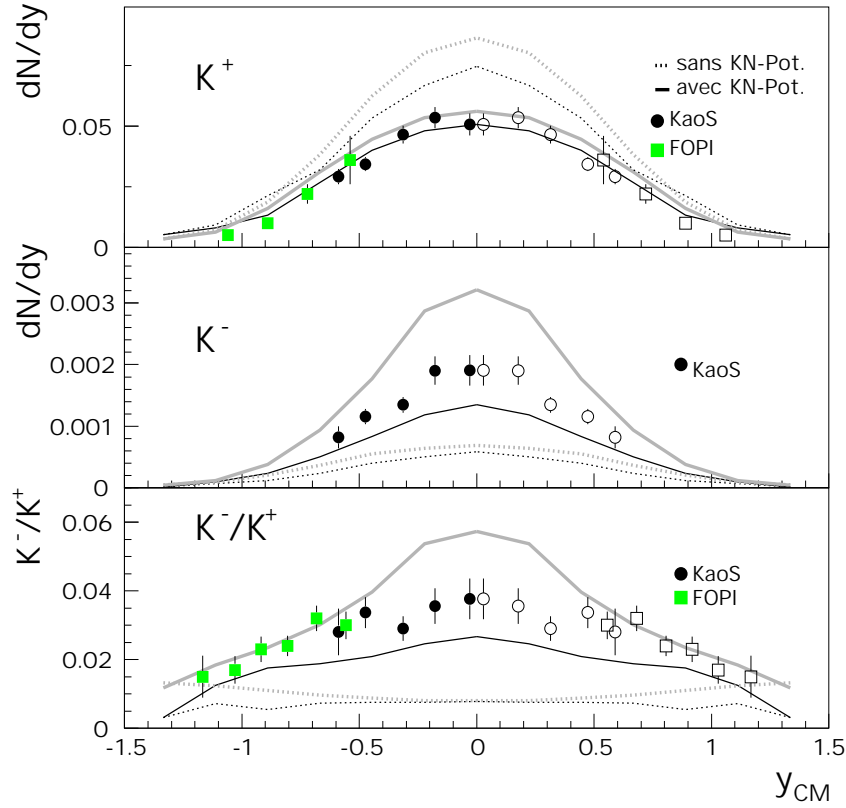 dN/dy
K+
sans KN-Pot.
avec KN-Pot.
KaoS
FOPI
0.05
0
dN/dy
K-
KaoS
0.003
0.002
0.001
0
K-/K+
K-/K+
KaoS
FOPI
0.06
0.04
0.02
0
-1.5 -1 -0.5 0 0.5 1 1.5
yCM